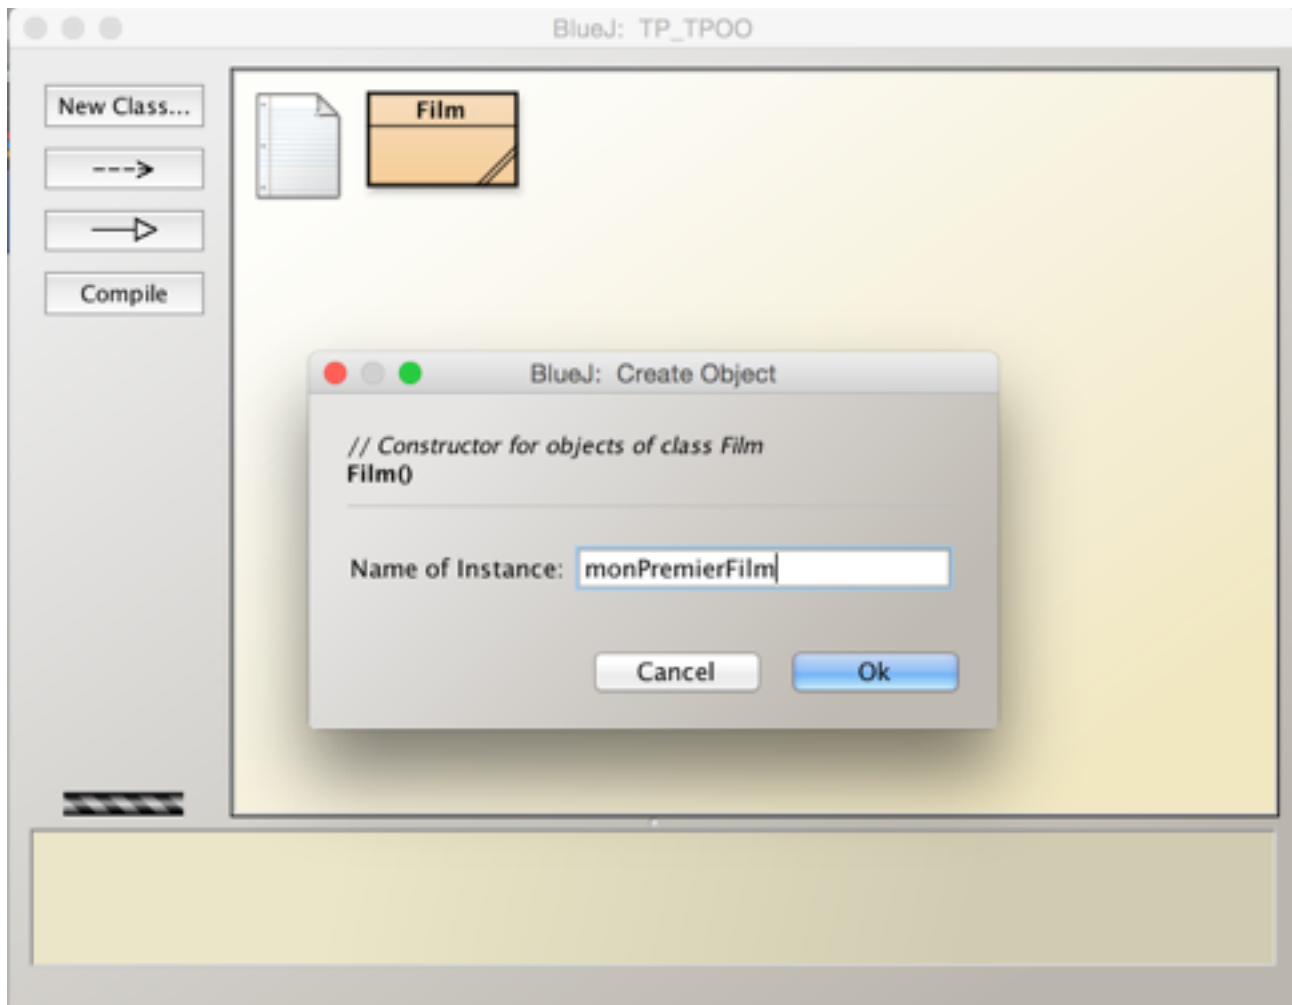 BlueJ: TP_TPOO
New Class...
Film
Compile
BlueJ: Create Object
// Constructor for objects of class Film
Film()
Name of Instance: monPremierFilm
Cancel Ok